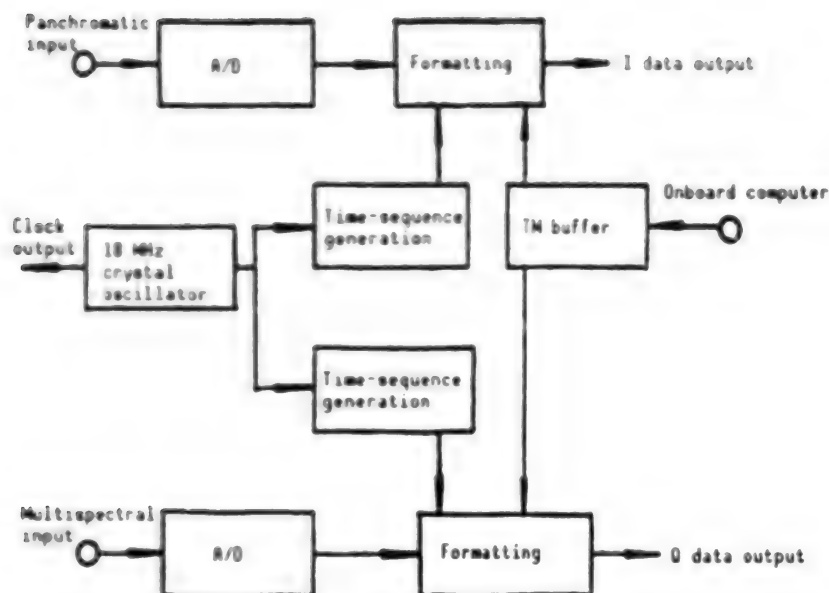 Panchromatic
input
A/D
Formatting
I data output
Time-sequence
generation
TM buffer
Onboard computer
Clock
output
MHz
crystal
oscillator
Time-sequence
generation
Multispectral
input
A/D
Formatting
Q data output